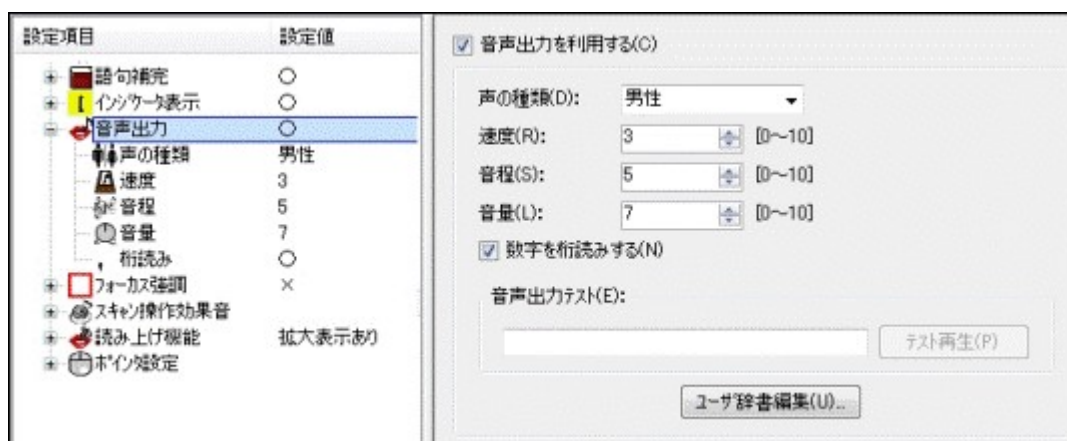 設定項目 設定値
語句補完 ○
インジケータ表示 ○
音声出力 ○
声の種類 男性
速度 3
音程 5
音量 7
桁読み ○
フォーカス強調 ×
スキャン操作効果音
読み上げ機能 拡大表示あり
ポインタ設定
音声出力を利用する(C)
声の種類(D): 男性
速度(R): 3 [0～10]
音程(S): 5 [0～10]
音量(L): 7 [0～10]
数字を桁読みする(N)
音声出力テスト(E):
テスト再生(P)
ユーザ辞書編集(U)...